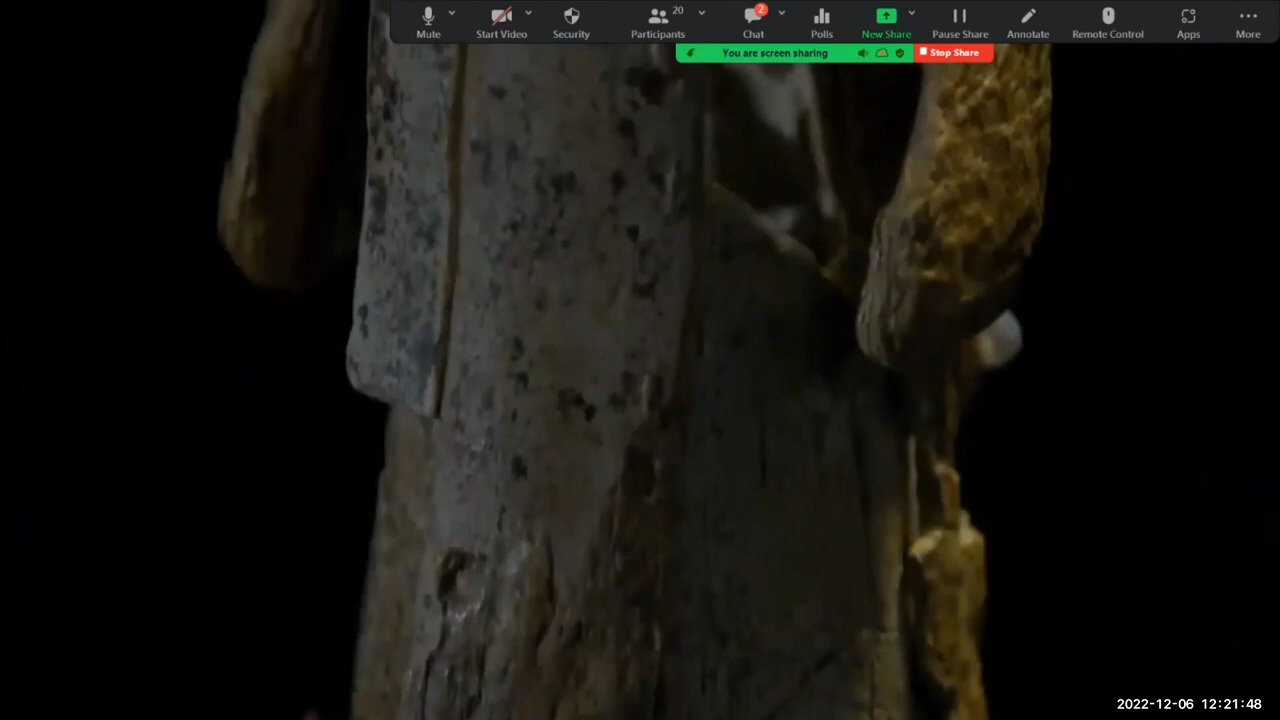 Mute
Start Video
Security
Participants
20
Chat
2
Polls
New Share
Pause Share
Annotate
Remote Control
Apps
More
You are screen sharing
Stop Share
2022-12-06 12:21:48